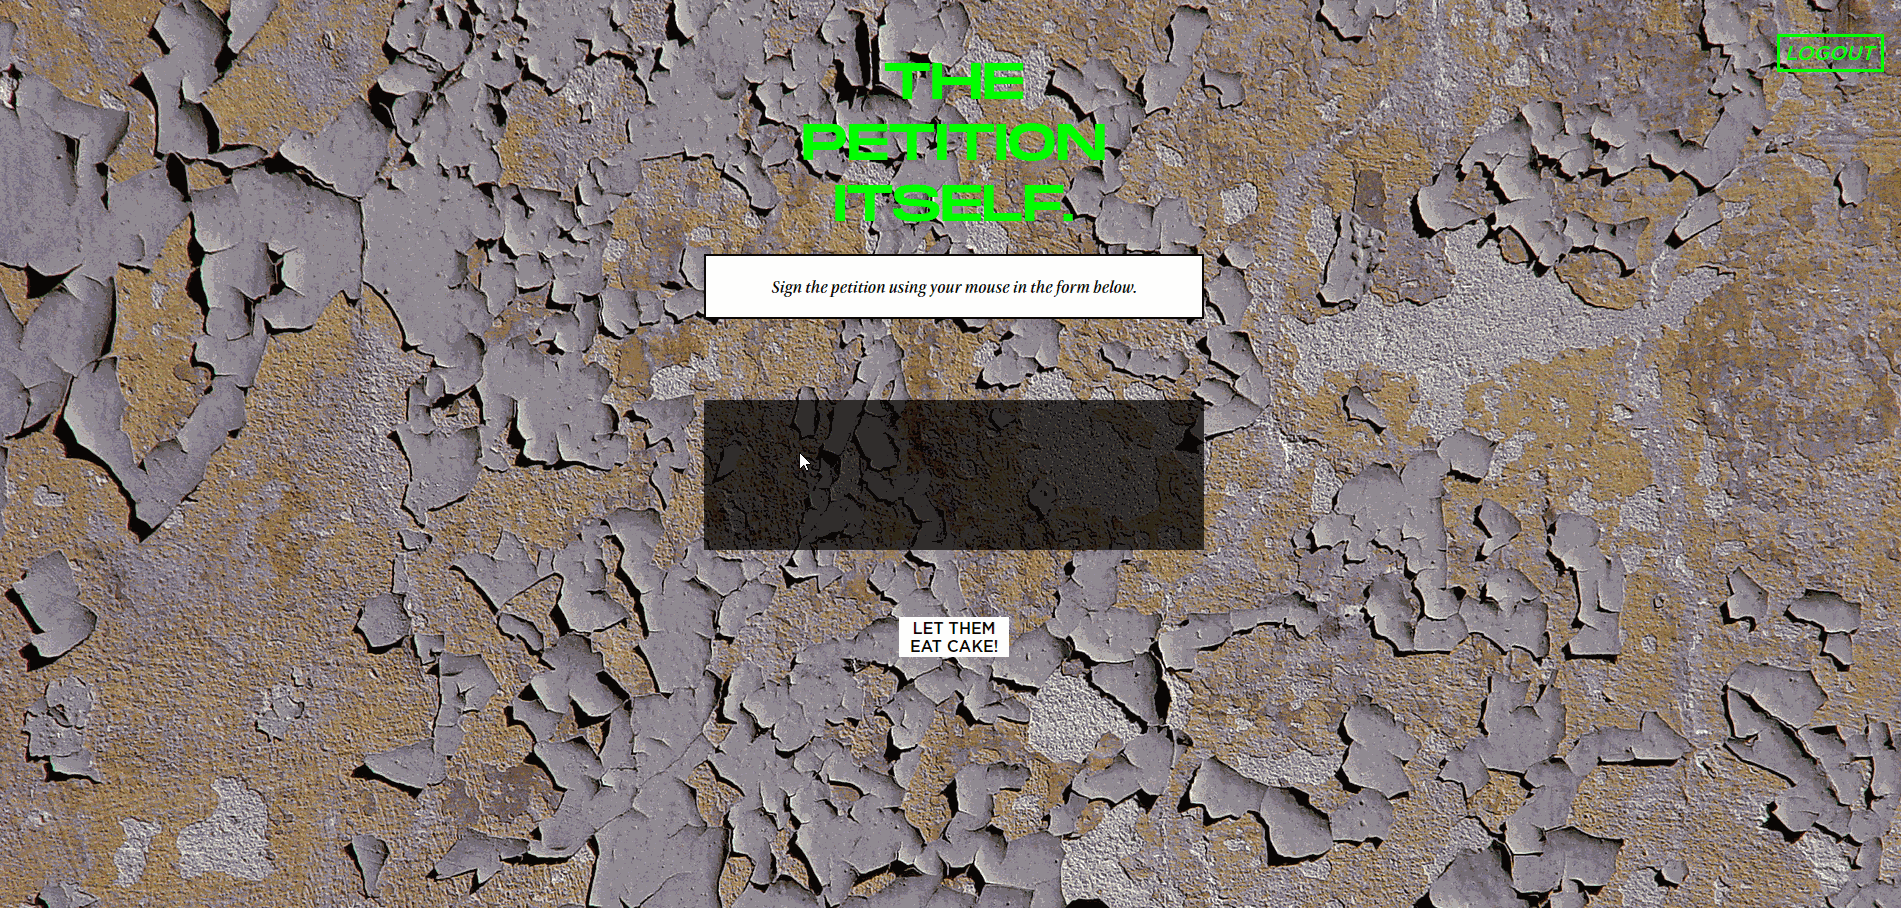 LOGOUT
THE
PETITION
ITSELF.
Sign the petition using your mouse in the form below.
LET THEM
EAT CAKE!